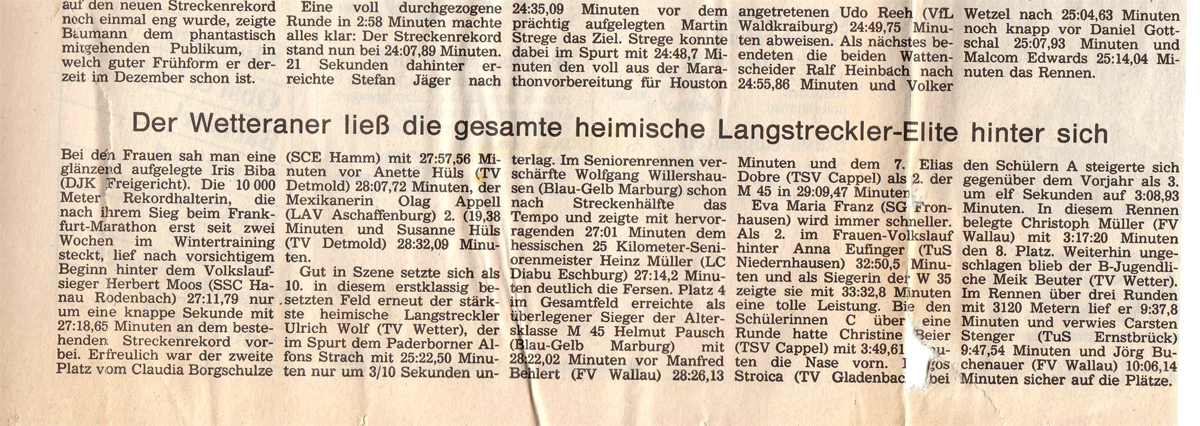 auf den neuen Streckenrekord
noch einmal eng wurde, zeigte
Baumann dem phantastisch
mitgehenden Publikum, in
welch guter Frühform er der-
zeit im Dezember schon ist.
Eine voll durchgezogene
Runde in 2:58 Minuten machte
alles klar: Der Streckenrekord
stand nun bei 24:07,89 Minuten.
21 Sekunden dahinter er-
reichte Stefan Jäger nach
24:35,09 Minuten vor dem
prächtig aufgelegten Martin
Strege das Ziel. Strege konnte
dabei im Spurt mit 24:48,7 Mi-
nuten den voll aus der Mara-
thonvorbereitung für Houston
angetretenen Udo Reeh (VfL
Waldkraiburg) 24:49,75 Minu-
ten abweisen. Als nächstes be-
endeten die beiden Watten-
scheider Ralf Heinbach nach
24:55,86 Minuten und Volker
Wetzel nach 25:04,63 Minuten
noch knapp vor Daniel Gott-
schal 25:07,93 Minuten und
Malcom Edwards 25:14,04 Mi-
nuten das Rennen.
Der Wetteraner ließ die gesamte heimische Langstreckler-Elite hinter sich
Bei den Frauen sah man eine
glänzend aufgelegte Iris Biba
(DJK Freigericht). Die 10 000
Meter Rekordhalterin, die
nach ihrem Sieg beim Frank-
furt-Marathon erst seit zwei
Wochen im Wintertraining
steckt, lief nach vorsichtigem
Beginn hinter dem Volkslauf-
sieger Herbert Moos (SSC Ha-
nau Rodenbach) 27:11,79 nur
um eine knappe Sekunde mit
27:18,65 Minuten an dem beste-
henden Streckenrekord vor-
bei. Erfreulich war der zweite
Platz vom Claudia Borgschulze
(SCE Hamm) mit 27:57,56 Mi-
nuten vor Anette Hüls (TV
Detmold) 28:07,72 Minuten, der
Mexikanerin Olag Appell
(LAV Aschaffenburg) 2. (19,38
Minuten und Susanne Hüls
(TV Detmold) 28:32,09 Minu-
ten.
Gut in Szene setzte sich als
10. in diesem erstklassig be-
setzten Feld erneut der stärk-
ste heimische Langstreckler
Ulrich Wolf (TV Wetter), der
im Spurt dem Paderborner Al-
fons Strach mit 25:22,50 Minu-
ten nur um 3/10 Sekunden un-
terlag. Im Seniorenrennen ver-
schärfte Wolfgang Willershau-
sen (Blau-Gelb Marburg) schon
nach Streckenhälfte das
Tempo und zeigte mit hervor-
ragenden 27:01 Minuten dem
hessischen 25 Kilometer-Seni-
orenmeister Heinz Müller (LC
Diabu Eschburg) 27:14,2 Minu-
ten deutlich die Fersen. Platz 4
im Gesamtfeld erreichte als
überlegener Sieger der Alter-
sklasse M 45 Helmut Pausch
(Blau-Gelb Marburg) mit
28:22,02 Minuten vor Manfred
Behlert (FV Wallau) 28:26,13
Minuten und dem 7. Elias
Dobre (TSV Cappel) als 2. der
M 45 in 29:09,47 Minuten
Eva Maria Franz (SG Fron-
hausen) wird immer schneller.
Als 2. im Frauen-Volkslauf
hinter Anna Eufinger (TuS
Niedernhausen) 32:50,5 Minu-
ten und als Siegerin der W 35
zeigte sie mit 33:32,8 Minuten
eine tolle Leistung. Bie den
Schülerinnen C über eine
Runde hatte Christine Beier
(TSV Cappel) mit 3:49,61
ten die Nase vorn.
Stroica (TV Gladenbac bei
den Schülern A steigerte sich
gegenüber dem Vorjahr als 3.
um elf Sekunden auf 3:08,93
Minuten. In diesem Rennen
belegte Christoph Müller (FV
Wallau) mit 3:17:20 Minuten
den 8. Platz. Weiterhin unge-
schlagen blieb der B-Jugendli-
che Meik Beuter (TV Wetter).
Im Rennen über drei Runden
mit 3120 Metern lief er 9:37,8
Minuten und verwies Carsten
Stenger (TuS Ernstbrück)
9:47,54 Minuten und Jörg Bu-
chenauer (FV Wallau) 10:06,14
Minuten sicher auf die Plätze.